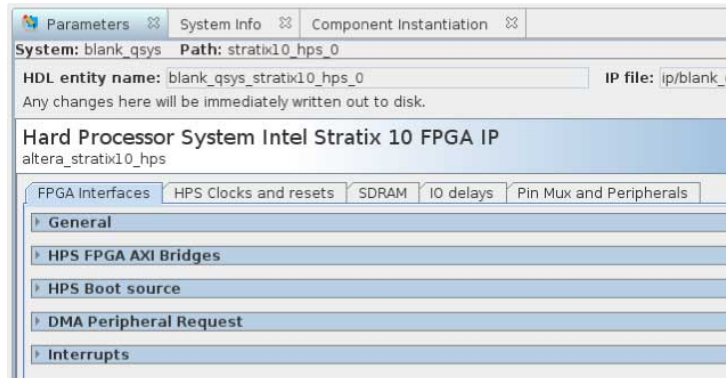 Parameters System Info Component Instantiation
System: blank_qsys Path: stratix10_hps_0
HDL entity name: blank_qsys_stratix10_hps_0 IP file: ip/blank_
Any changes here will be immediately written out to disk.
Hard Processor System Intel Stratix 10 FPGA IP
altera_stratix10_hps
FPGA Interfaces HPS Clocks and resets SDRAM IO delays Pin Mux and Peripherals
General
HPS FPGA AXI Bridges
HPS Boot source
DMA Peripheral Request
Interrupts